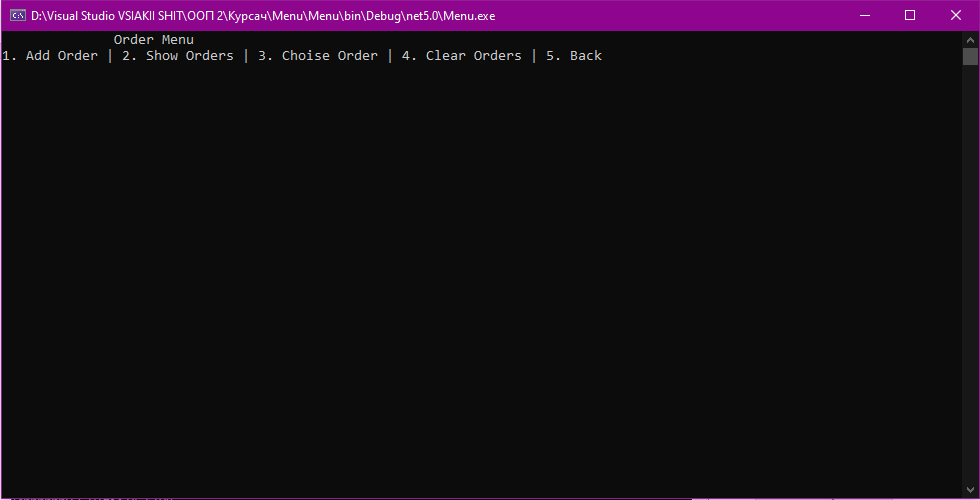 D:\Visual Studio VSIAKII SHIT\ООП 2\Курсач\Menu\Menu\bin\Debug\net5.0\Menu.exe
Order Menu
1. Add Order | 2. Show Orders | 3. Choise Order | 4. Clear Orders | 5. Back